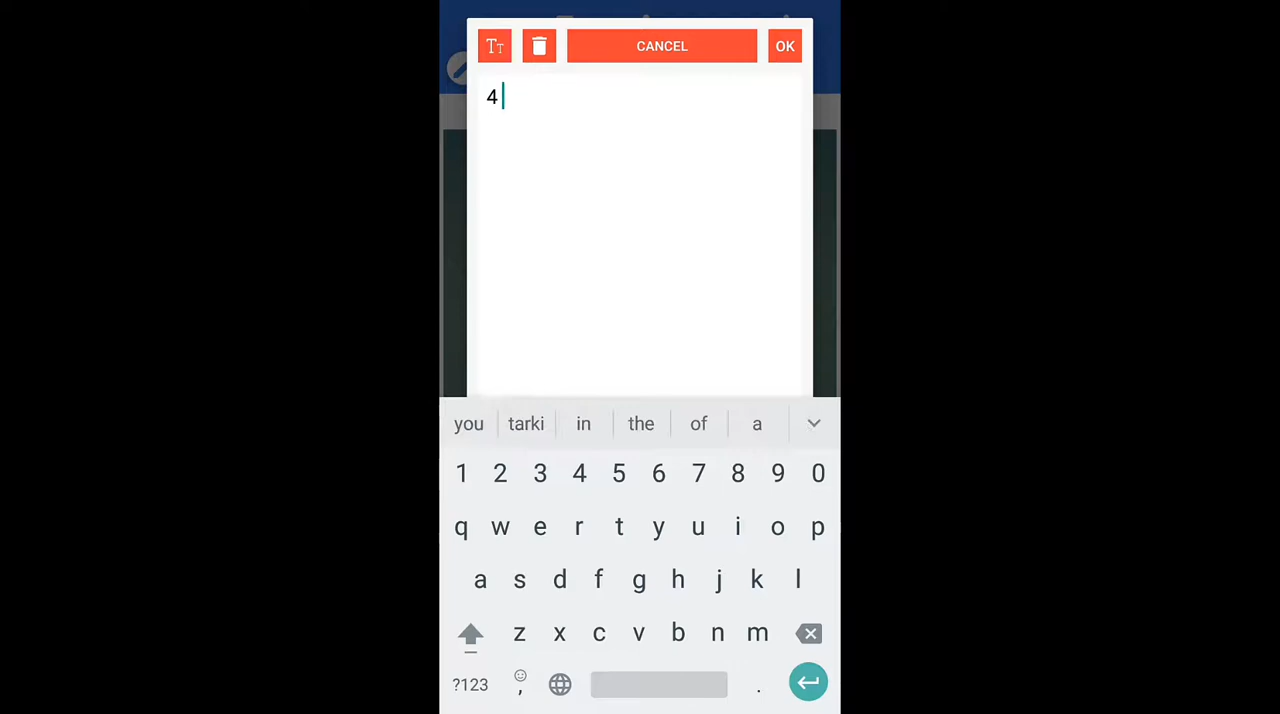 TT CANCEL OK
4
you tarki in the of a
1 2 3 4 5 6 7 8 9 0
q w e r t y u i o p
a s d f g h j k l
z x c v b n m
?123 , .